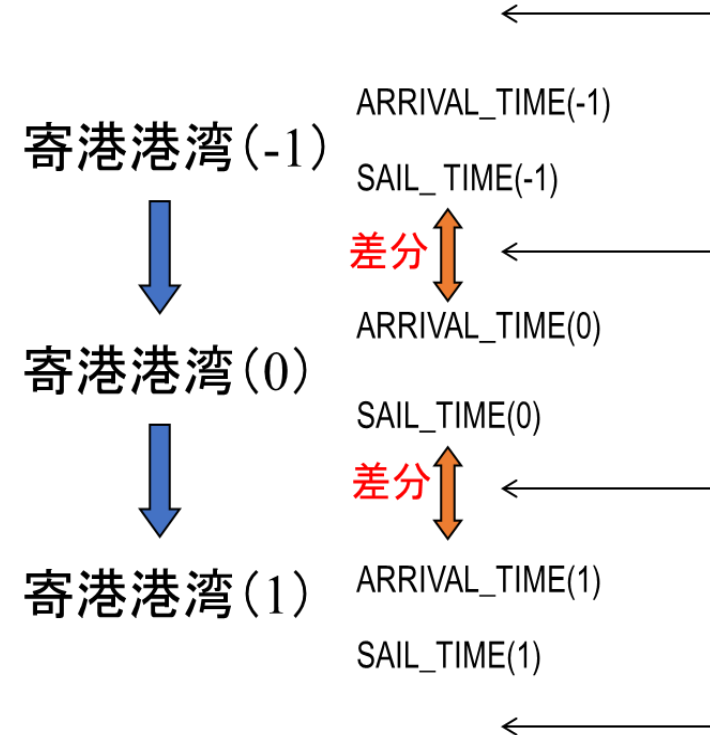 ARRIVAL_TIME(-1)
寄港港湾(-1)
SAIL_ TIME(-1)
差分
ARRIVAL_TIME(0)
寄港港湾(0)
SAIL_TIME(0)
差分
ARRIVAL_TIME(1)
寄港港湾(1)
SAIL_TIME(1)